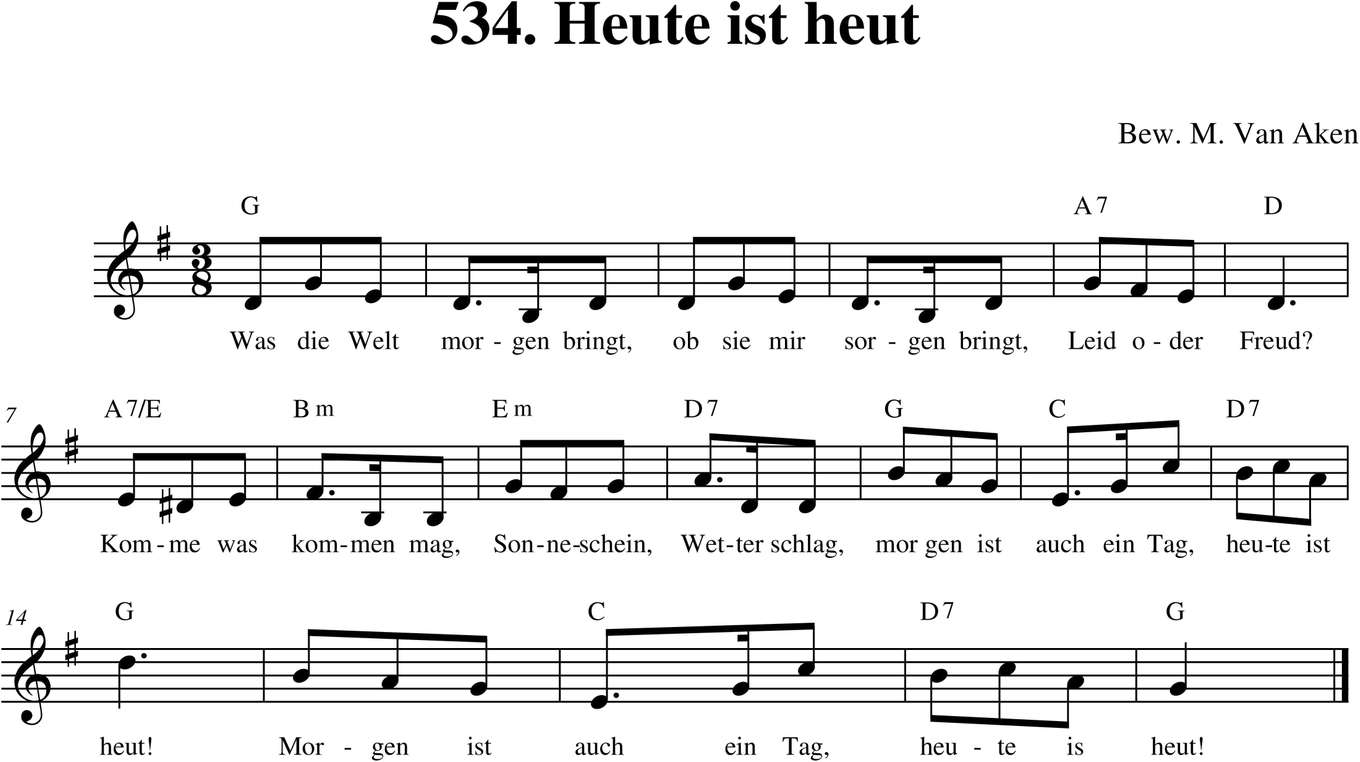 534. Heute ist heut
Bew. M. Van Aken
G A 7 D
3
8
Was die Welt mor - gen bringt, ob sie mir sor - gen bringt, Leid o - der Freud?
7 A 7/E B m E m D 7 G C D 7
Kom - me was kom - men mag, Son - ne - schein, Wet - ter schlag, mor gen ist auch ein Tag, heu - te ist
14 G C D 7 G
heut! Mor - gen ist auch ein Tag, heu - te is heut!